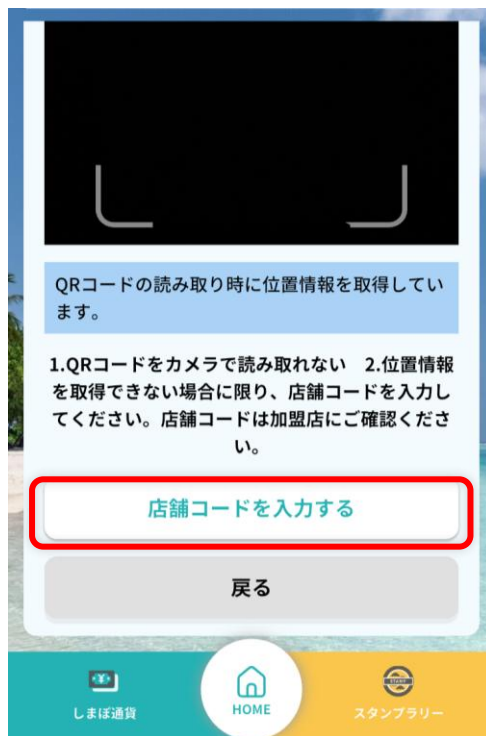 QRコードの読み取り時に位置情報を取得してい
ます。
1.QRコードをカメラで読み取れない 2.位置情報
を取得できない場合に限り、店舗コードを入力し
てください。店舗コードは加盟店にご確認くださ
い。
店舗コードを入力する
戻る
しまぽ通貨
HOME
スタンプラリー